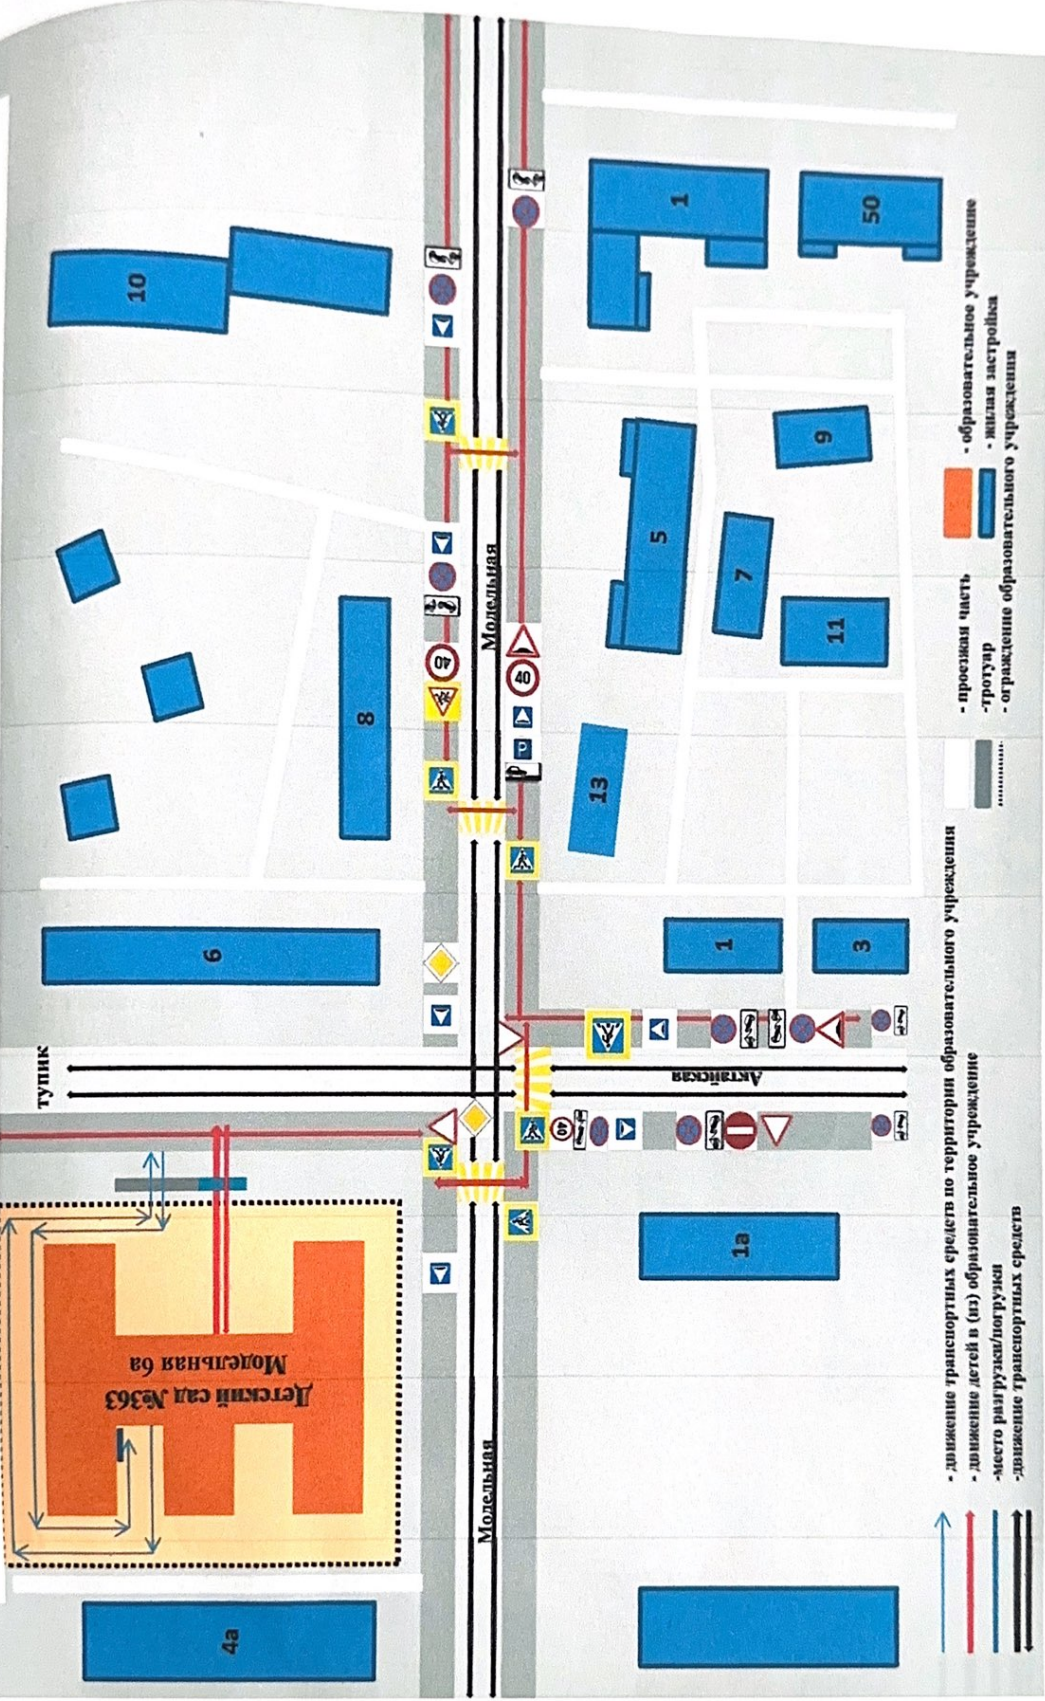 тупик
10
8
6
Детский сад №363
Модельная 6а
4а
Модельная
Модельная
40
40
P
40
Актайская
1
50
5
9
7
11
13
1
3
1а
- движение транспортных средств по территории образовательного учреждения
- движение детей в (из) образовательное учреждение
-место разгрузки/погрузки
-движение транспортных средств
- проезжая часть
-тротуар
- ограждение образовательного учреждения
- образовательное учреждение
- жилая застройка